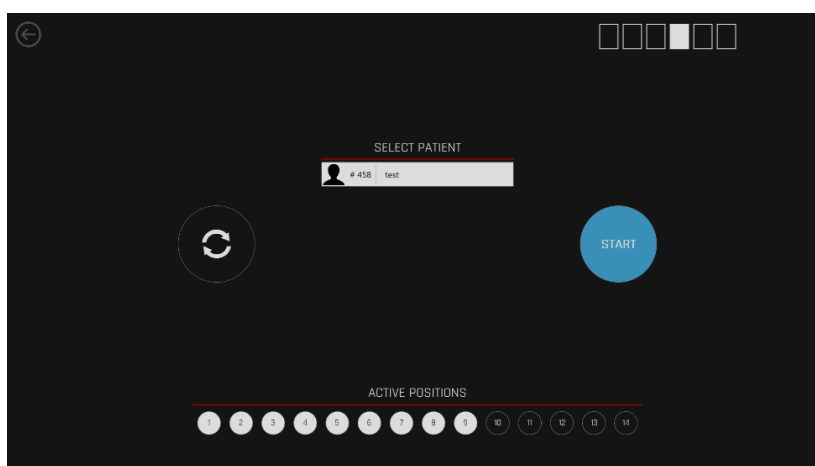 SELECT PATIENT
# 458 test
START
ACTIVE POSITIONS
1 2 3 4 5 6 7 8 9 10 11 12 13 14